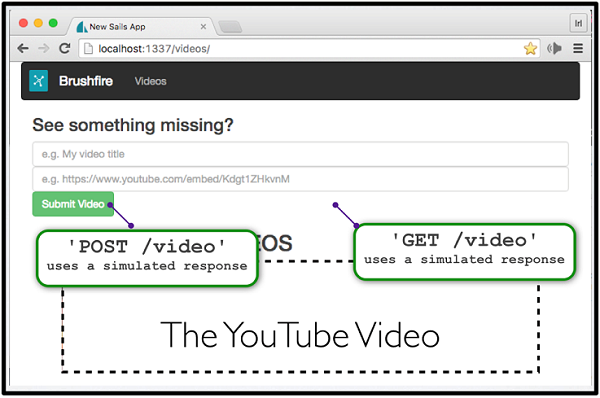 New Sails App
Irl
localhost:1337/videos/
Brushfire Videos
See something missing?
e.g. My video title
e.g. https://www.youtube.com/embed/Kdgt1ZHkvnM
Submit Video
'POST /video'
uses a simulated response
EOS
'GET /video'
uses a simulated response
The YouTube Video